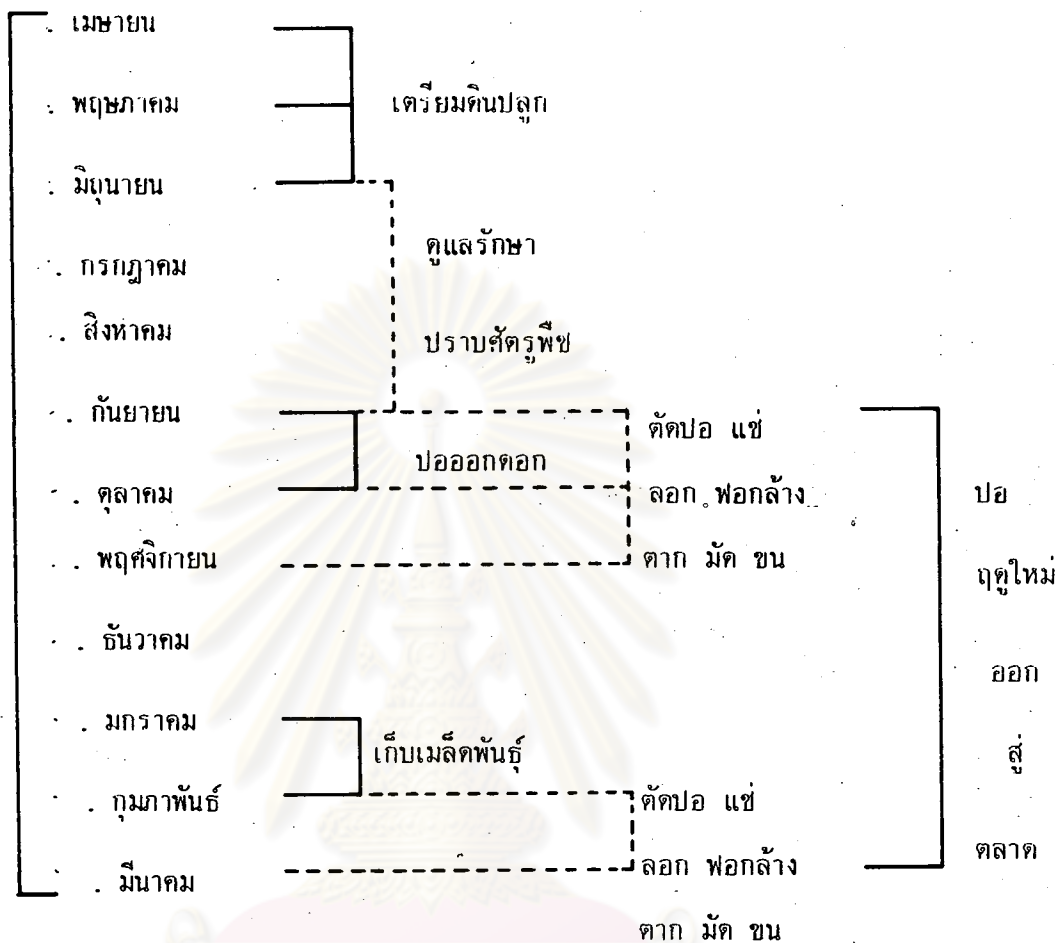 . เมษายน
. พฤษภาคม เตรียมดินปลูก
. มิถุนายน
ดูแลรักษา
. กรกฎาคม
. สิงหาคม ปราบศัตรูพืช
. กันยายน ตัดปอ แช่
ปอออกดอก
. ตุลาคม ลอก ฟอกล้าง ปอ
. พฤศจิกายน ตาก มัด ขน
ฤดูใหม่
. ธันวาคม
ออก
. มกราคม
เก็บเมล็ดพันธุ์ สู่
. กุมภาพันธ์ ตัดปอ แช่
ตลาด
. มีนาคม ลอก ฟอกล้าง
ตาก มัด ขน